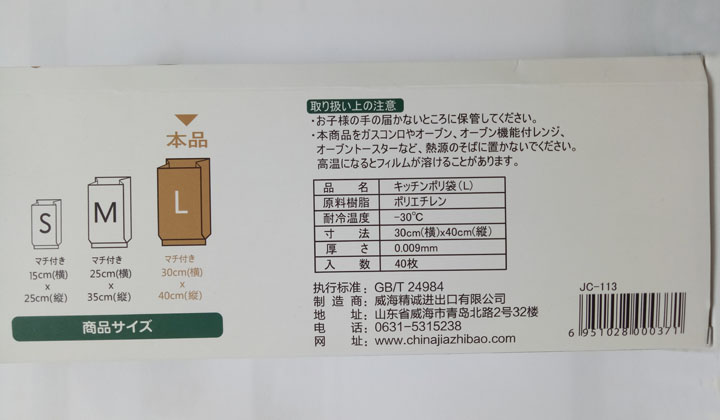 本品
S
M
L
マチ付き
15cm(横)
x
25cm(縦)
マチ付き
25cm(横)
x
35cm(縦)
マチ付き
30cm(横)
x
40cm(縦)
商品サイズ
取り扱い上の注意
・お子様の手の届かないところに保管してください。
・本商品をガスコンロやオーブン、オーブン機能付レンジ、
オーブントースターなど、熱源のそばに置かないでください。
高温になるとフィルムが溶けることがあります。
品 名 キッチンポリ袋(L)
原料樹脂 ポリエチレン
耐冷温度 -30℃
寸 法 30cm(横)x40cm(縦)
厚 さ 0.009mm
入 数 40枚
执行标准: GB/T 24984
制 造 商: 威海精诚进出口有限公司
地 址: 山东省威海市青岛北路2号32楼
电 话: 0631-5315238
网 址: www.chinajiazhibao.com
JC-113
6 951028 000371